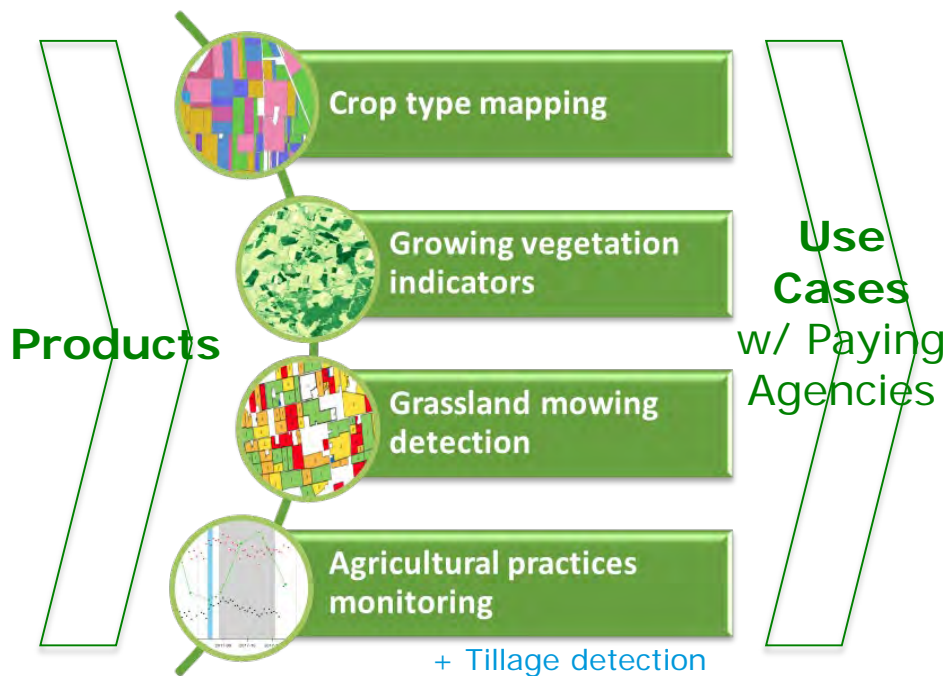 Products
Crop type mapping
Growing vegetation
indicators
Grassland mowing
detection
Agricultural practices
monitoring
+ Tillage detection
Use
Cases
w/ Paying
Agencies